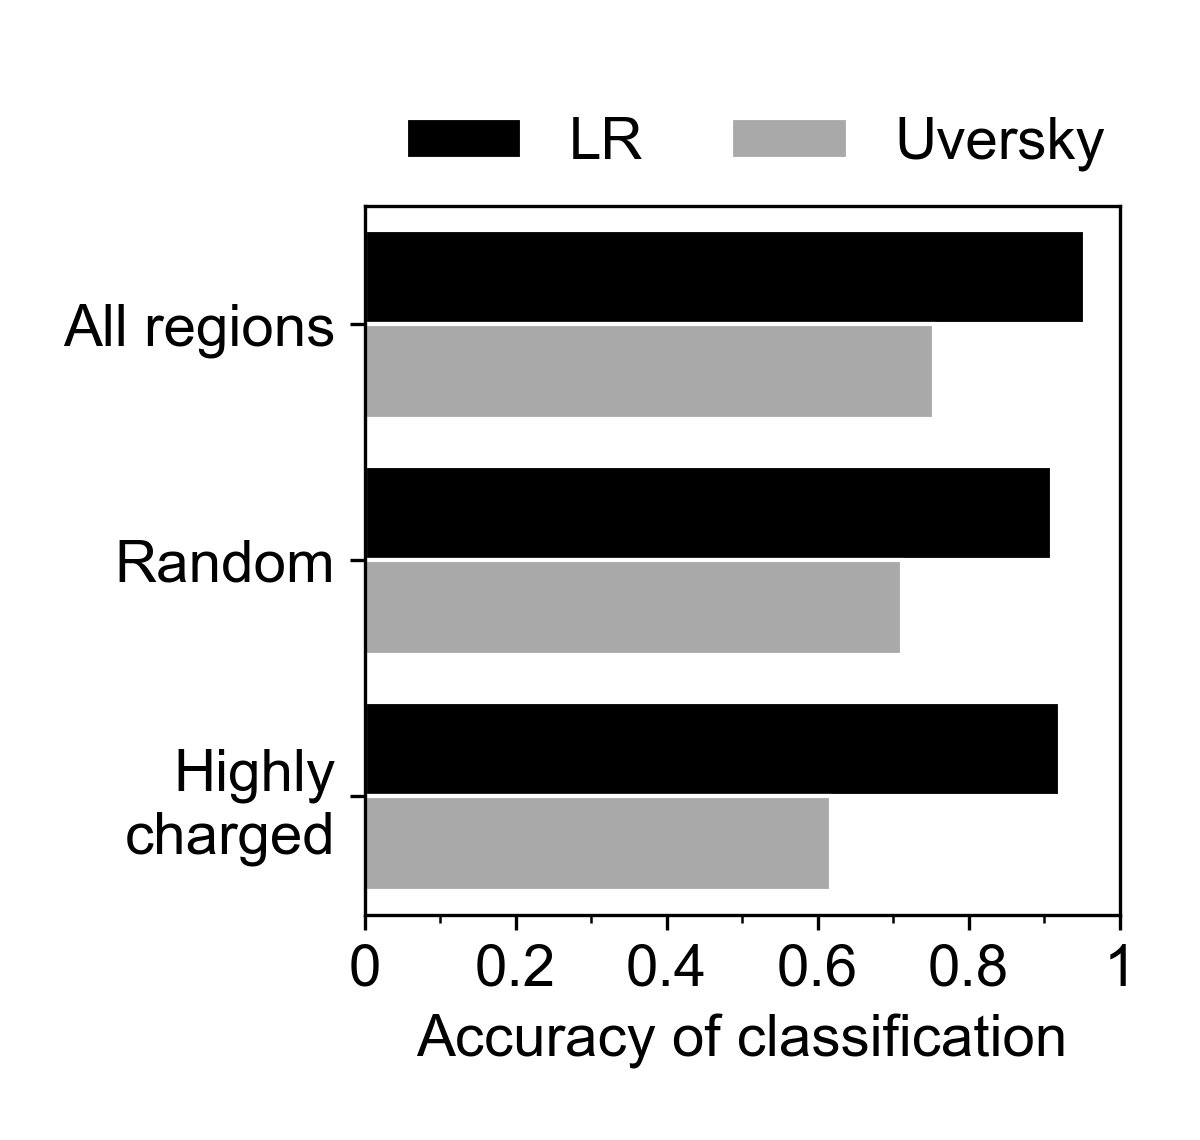 LR Uversky
All regions
Random
Highly
charged
0 0.2 0.4 0.6 0.8 1
Accuracy of classification